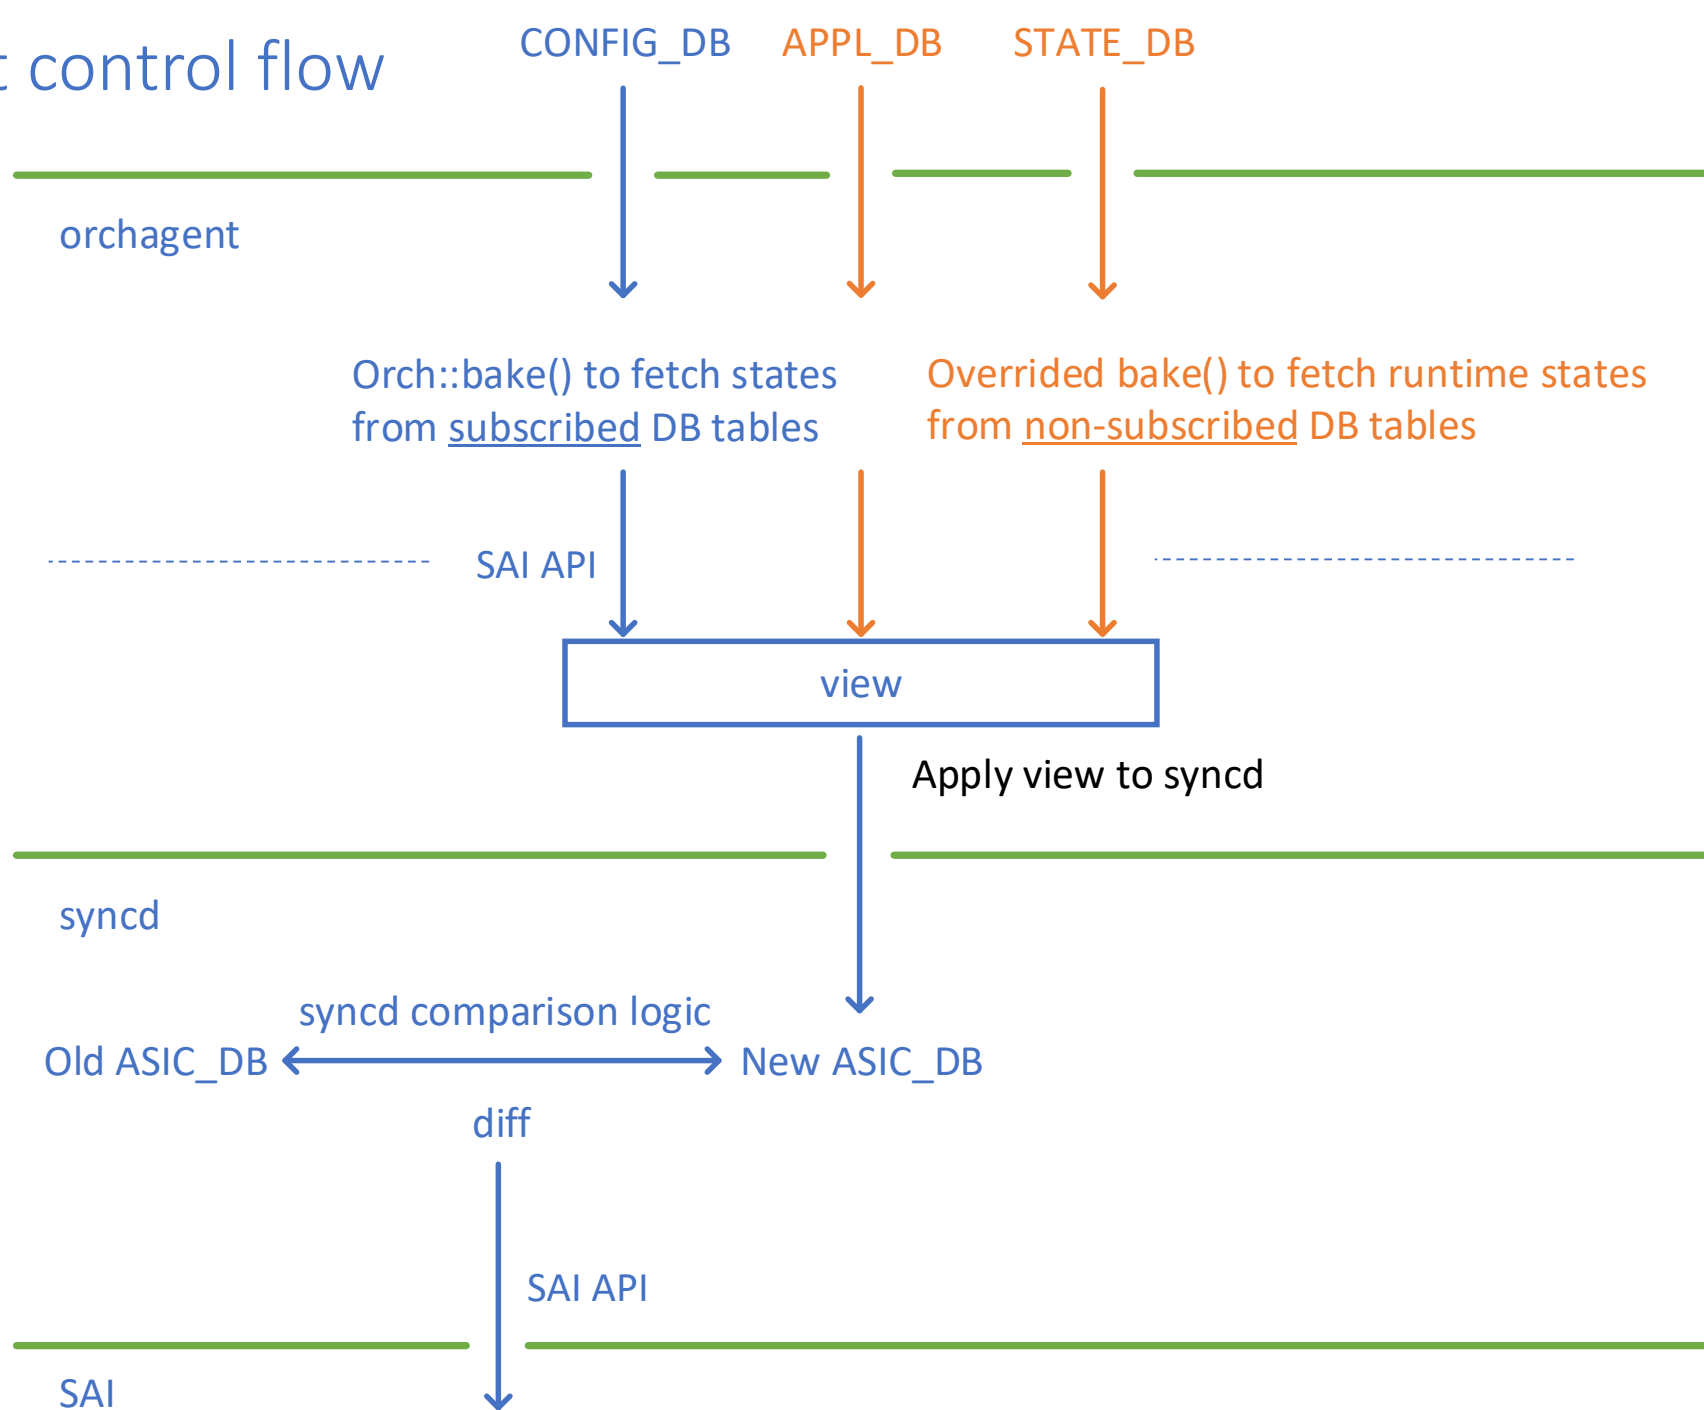 t control flow
CONFIG_DB APPL_DB STATE_DB
orchagent
Orch::bake() to fetch states
from subscribed DB tables
Overrided bake() to fetch runtime states
from non-subscribed DB tables
SAI API
view
Apply view to syncd
syncd
syncd comparison logic
Old ASIC_DB New ASIC_DB
diff
SAI API
SAI